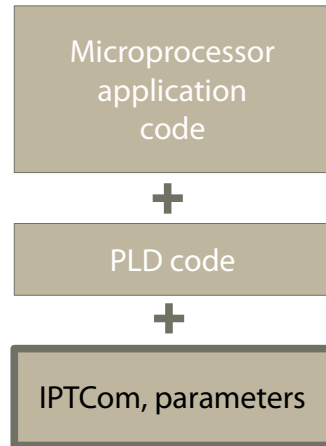 Microprocessor
application
code
+
PLD code
+
IPTCom, parameters